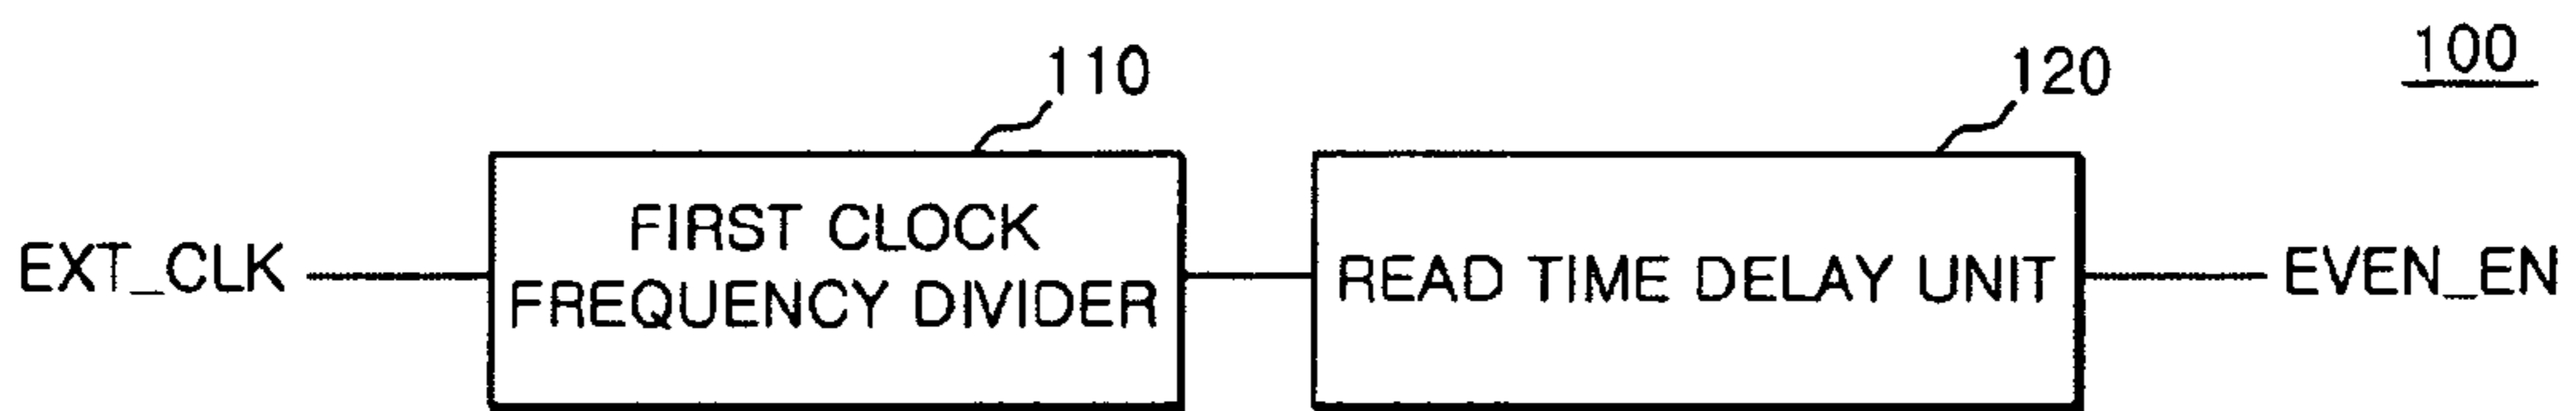 100
110
120
EXT_CLK
FIRST CLOCK
FREQUENCY DIVIDER
READ TIME DELAY UNIT
EVEN_EN